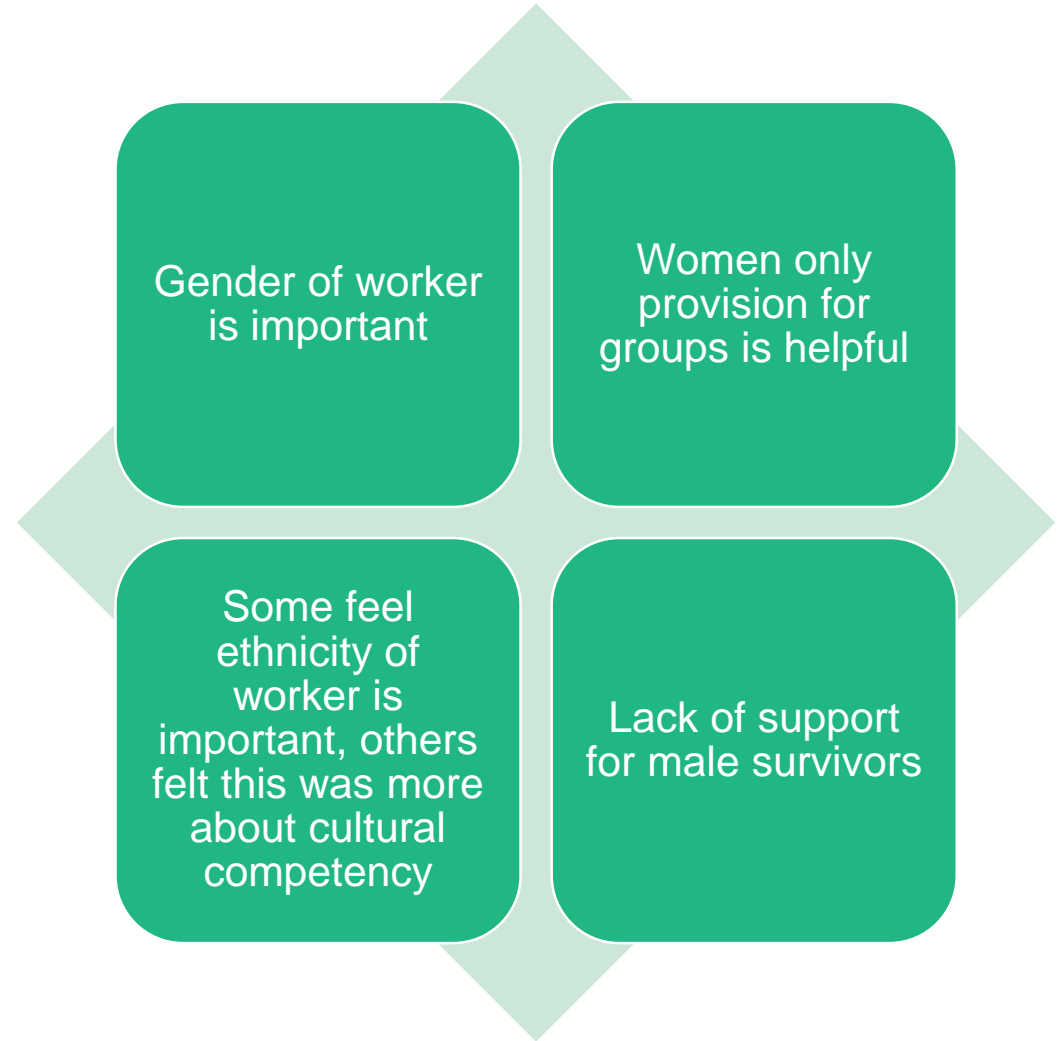 Gender of worker
is important
Women only
provision for
groups is helpful
Some feel
ethnicity of
worker is
important, others
felt this was more
about cultural
competency
Lack of support
for male survivors